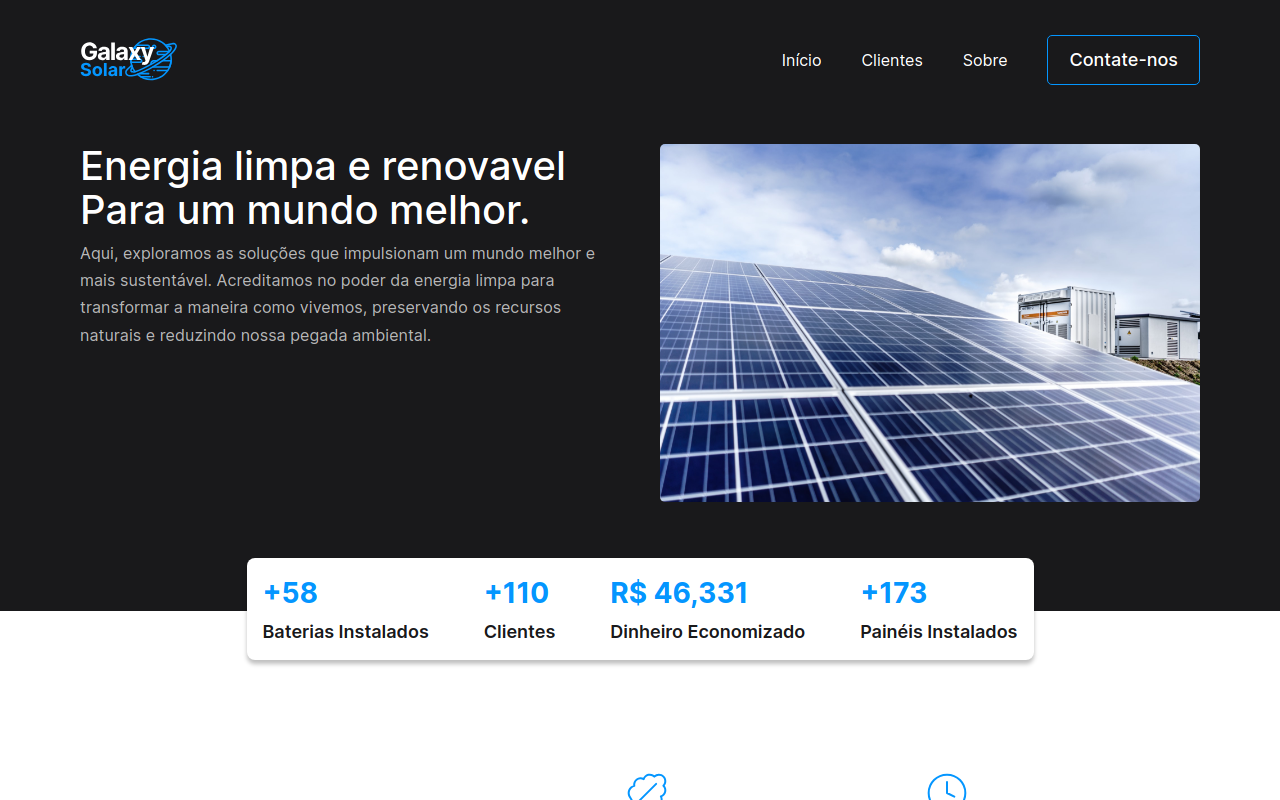 Galaxy
Solar
Início
Clientes
Sobre
Contate-nos
Energia limpa e renovavel
Para um mundo melhor.
Aqui, exploramos as soluções que impulsionam um mundo melhor e
mais sustentável. Acreditamos no poder da energia limpa para
transformar a maneira como vivemos, preservando os recursos
naturais e reduzindo nossa pegada ambiental.
+58
Baterias Instalados
+110
Clientes
R$ 46,331
Dinheiro Economizado
+173
Painéis Instalados